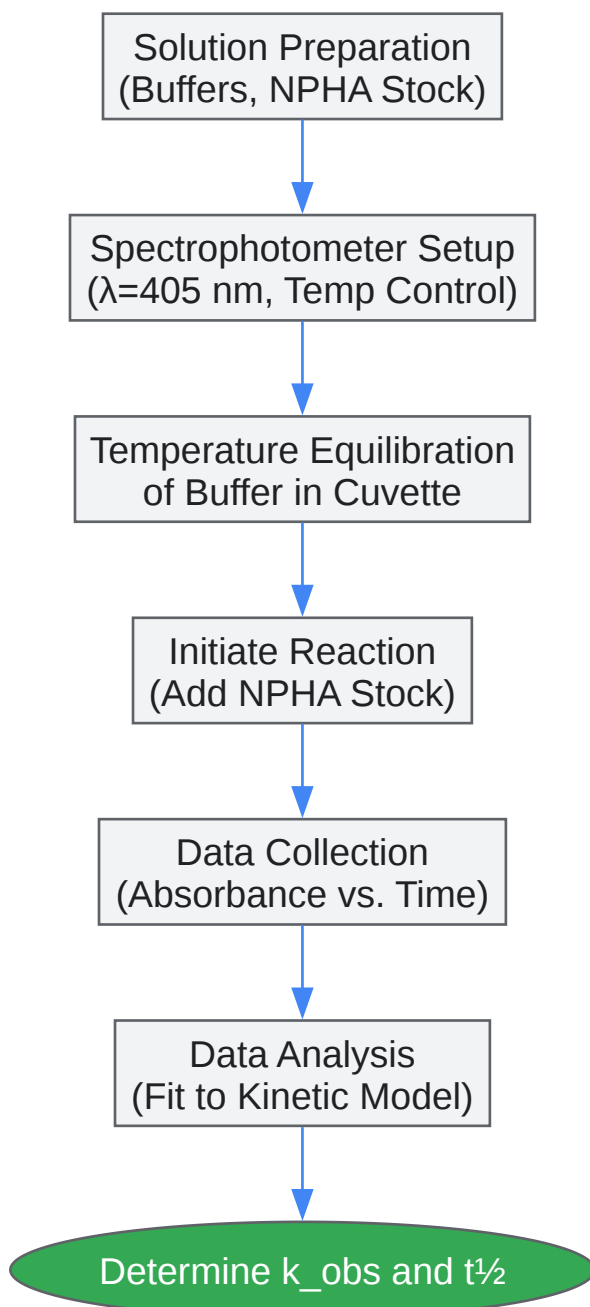 Solution Preparation
(Buffers, NPHA Stock)
Spectrophotometer Setup
(λ=405 nm, Temp Control)
Temperature Equilibration
of Buffer in Cuvette
Initiate Reaction
(Add NPHA Stock)
Data Collection
(Absorbance vs. Time)
Data Analysis
(Fit to Kinetic Model)
Determine k_obs and t½